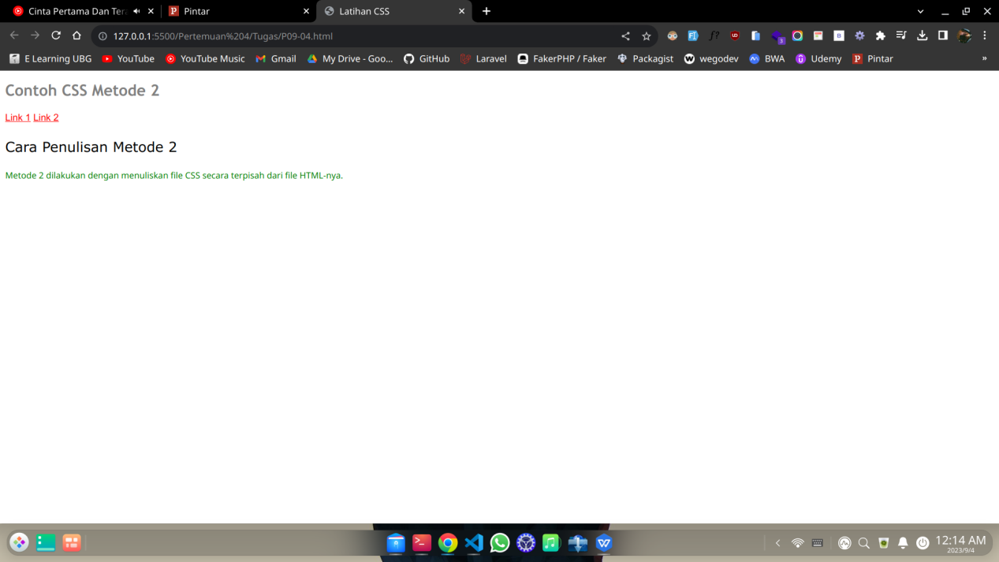 Cinta Pertama Dan Tera
Pintar
Latihan CSS
127.0.0.1:5500/Pertemuan%204/Tugas/P09-04.html
E Learning UBG
YouTube
YouTube Music
Gmail
My Drive - Goo...
GitHub
Laravel
FakerPHP / Faker
Packagist
wegodev
BWA
Udemy
Pintar
»
Contoh CSS Metode 2
Link 1 Link 2
Cara Penulisan Metode 2
Metode 2 dilakukan dengan menuliskan file CSS secara terpisah dari file HTML-nya.
12:14 AM
2023/9/4